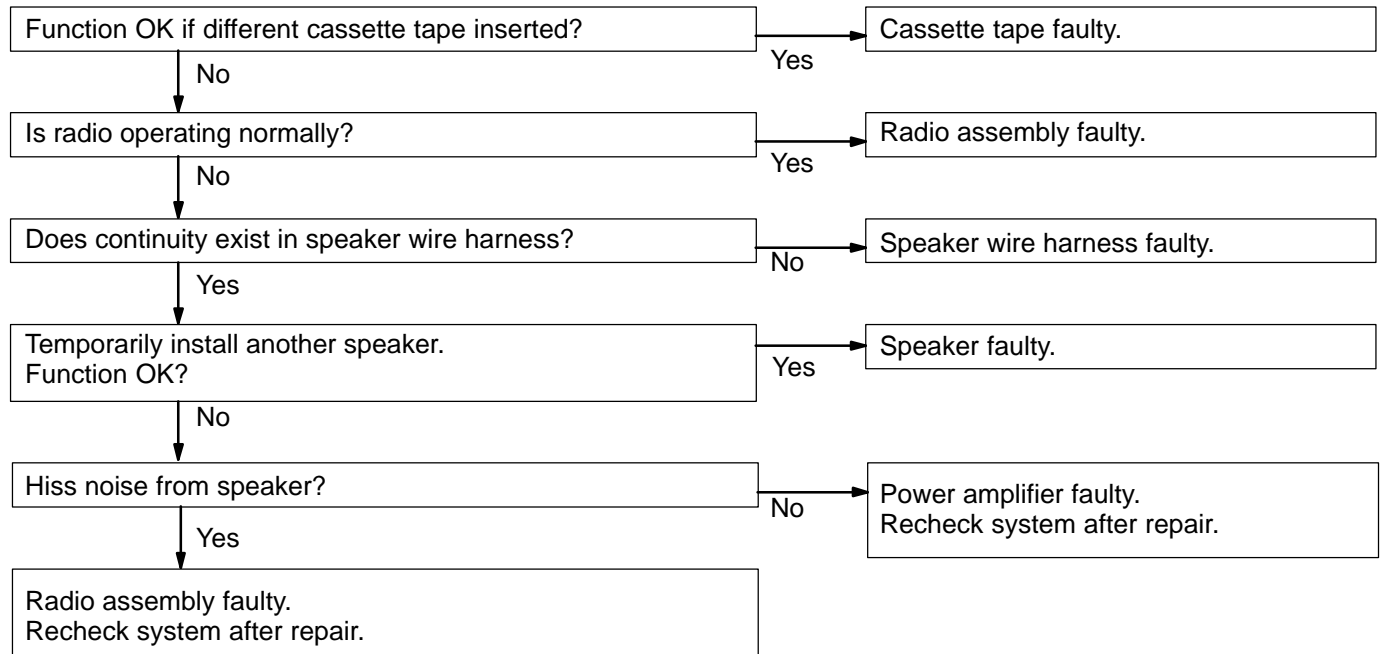 Function OK if different cassette tape inserted?
Yes
Cassette tape faulty.
No
Is radio operating normally?
Yes
Radio assembly faulty.
No
Does continuity exist in speaker wire harness?
No
Speaker wire harness faulty.
Yes
Temporarily install another speaker.
Function OK?
Yes
Speaker faulty.
No
Hiss noise from speaker?
No
Power amplifier faulty.
Recheck system after repair.
Yes
Radio assembly faulty.
Recheck system after repair.